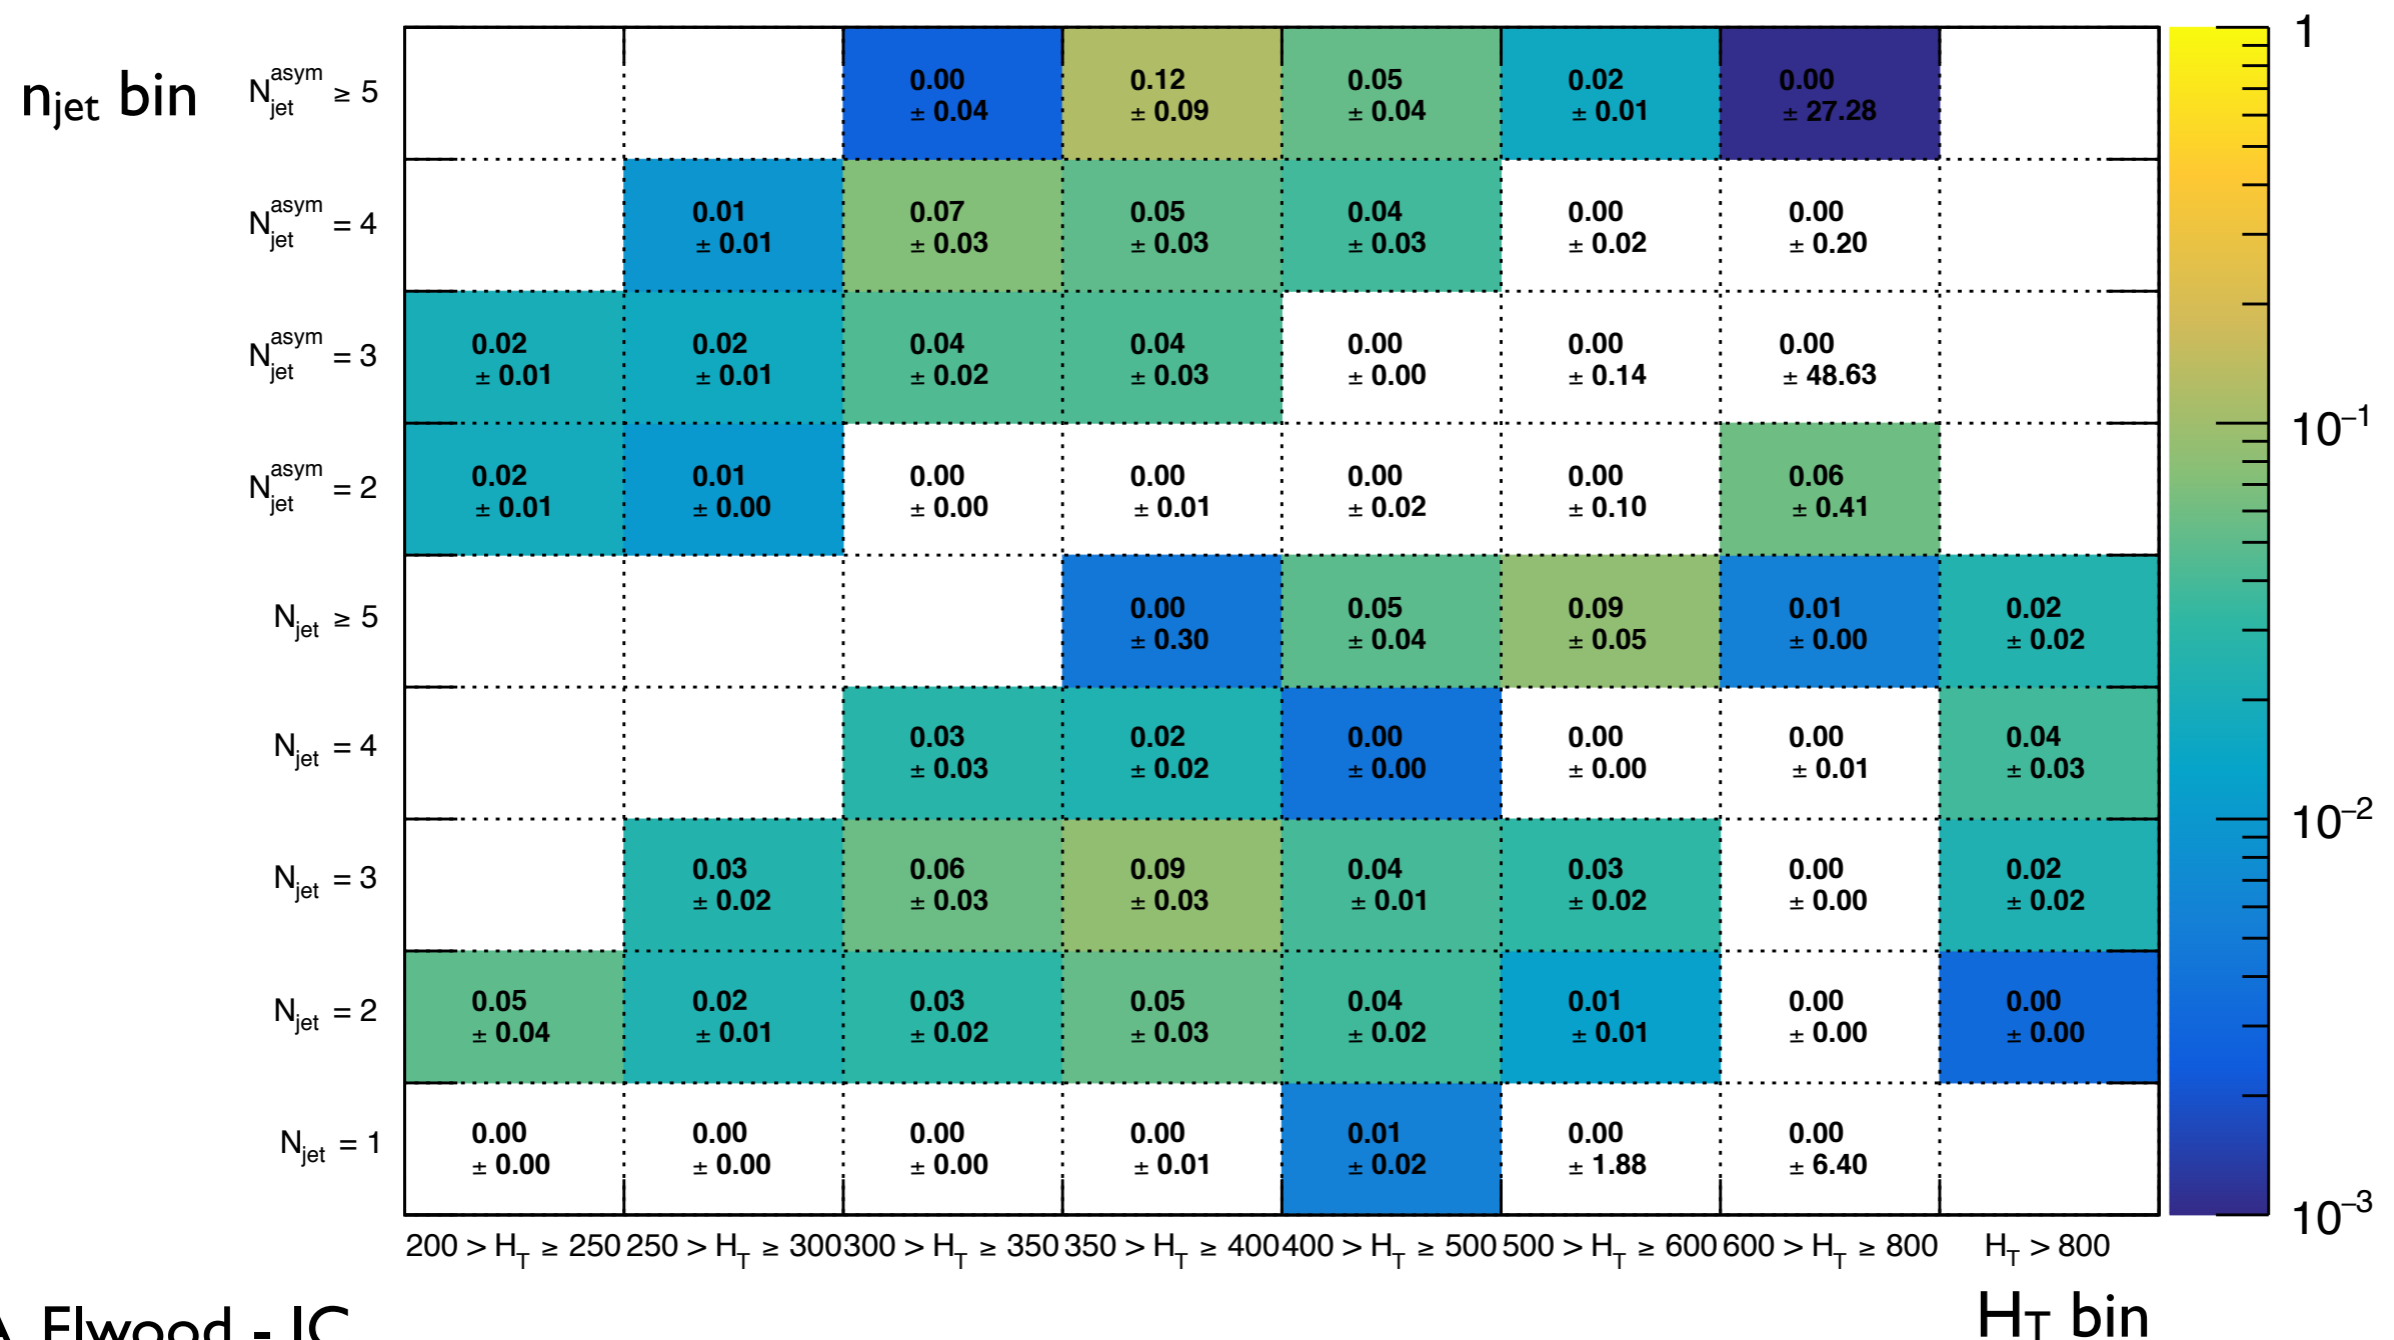 1
n_jet bin
N_jet^asym ≥ 5 0.00 0.12 0.05 0.02 0.00
± 0.04 ± 0.09 ± 0.04 ± 0.01 ± 27.28
N_jet^asym = 4 0.01 0.07 0.05 0.04 0.00 0.00
± 0.01 ± 0.03 ± 0.03 ± 0.03 ± 0.02 ± 0.20
N_jet^asym = 3 0.02 0.02 0.04 0.04 0.00 0.00 0.00
± 0.01 ± 0.01 ± 0.02 ± 0.03 ± 0.00 ± 0.14 ± 48.63
10^-1
N_jet^asym = 2 0.02 0.01 0.00 0.00 0.00 0.00 0.06
± 0.01 ± 0.00 ± 0.00 ± 0.01 ± 0.02 ± 0.10 ± 0.41
N_jet ≥ 5 0.00 0.05 0.09 0.01 0.02
± 0.30 ± 0.04 ± 0.05 ± 0.00 ± 0.02
N_jet = 4 0.03 0.02 0.00 0.00 0.00 0.04
± 0.03 ± 0.02 ± 0.00 ± 0.00 ± 0.01 ± 0.03
10^-2
N_jet = 3 0.03 0.06 0.09 0.04 0.03 0.00 0.02
± 0.02 ± 0.03 ± 0.03 ± 0.01 ± 0.02 ± 0.00 ± 0.02
N_jet = 2 0.05 0.02 0.03 0.05 0.04 0.01 0.00 0.00
± 0.04 ± 0.01 ± 0.02 ± 0.03 ± 0.02 ± 0.01 ± 0.00 ± 0.00
N_jet = 1 0.00 0.00 0.00 0.00 0.01 0.00 0.00
± 0.00 ± 0.00 ± 0.00 ± 0.01 ± 0.02 ± 1.88 ± 6.40
10^-3
200 > H_T ≥ 250 250 > H_T ≥ 300 300 > H_T ≥ 350 350 > H_T ≥ 400 400 > H_T ≥ 500 500 > H_T ≥ 600 600 > H_T ≥ 800 H_T > 800
H_T bin
Elwood - IC